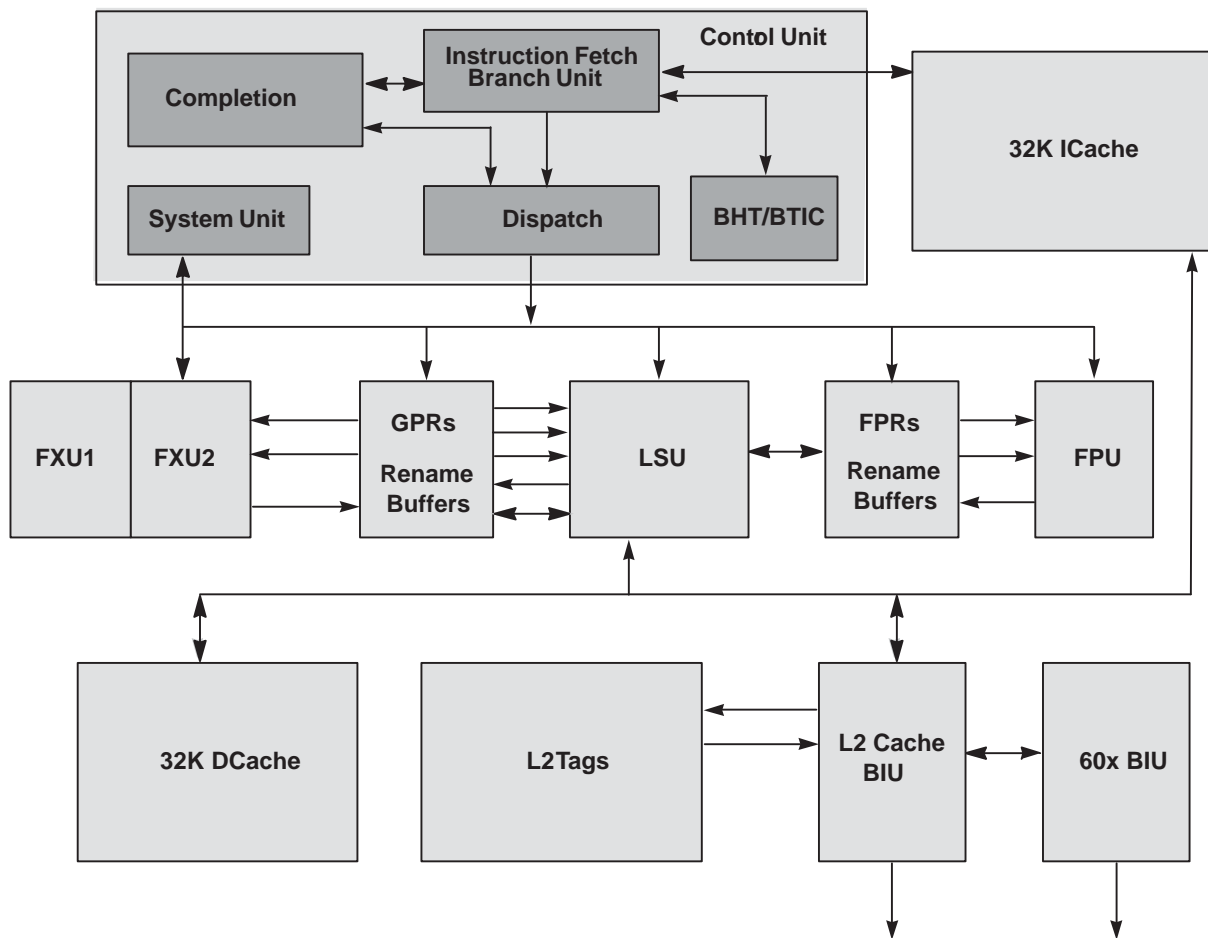 Control Unit
Instruction Fetch
Branch Unit
Completion
32K ICache
System Unit
Dispatch
BHT/BTIC
FXU1
FXU2
GPRs
Rename
Buffers
LSU
FPRs
Rename
Buffers
FPU
32K DCache
L2Tags
L2 Cache
BIU
60x BIU